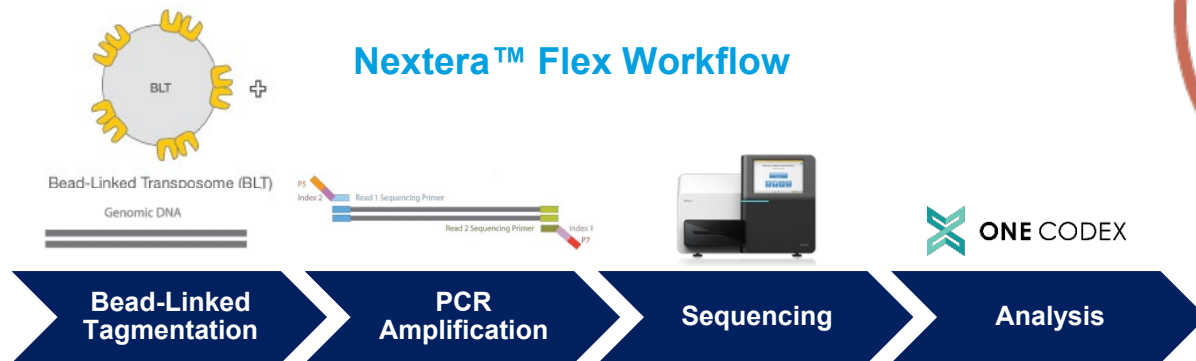 Nextera™ Flex Workflow
BLT
Bead-Linked Transposome (BLT)
Genomic DNA
P5
Index 2
Read 1 Sequencing Primer
Read 2 Sequencing Primer
Index 1
P7
ONE CODEX
Bead-Linked
Tagmentation
PCR
Amplification
Sequencing
Analysis